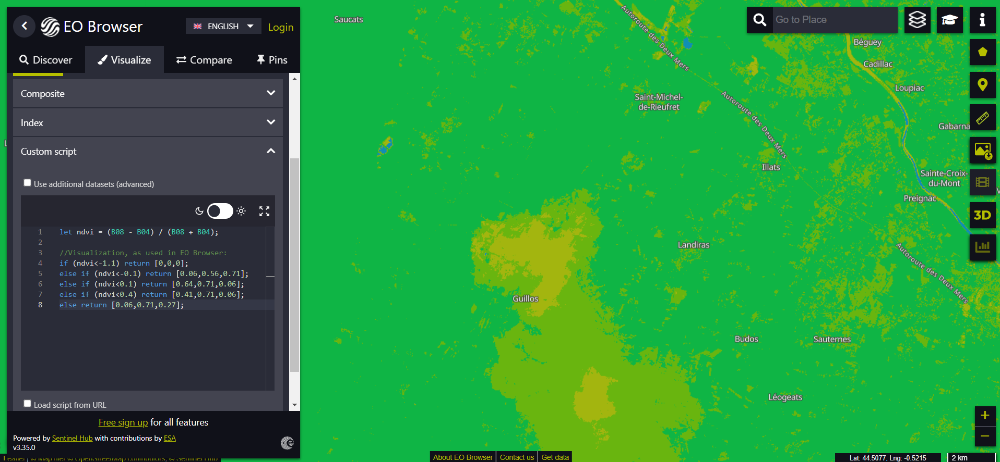 EO Browser
ENGLISH
Login
Discover
Visualize
Compare
Pins
Composite
Index
Custom script
Use additional datasets (advanced)
1 let ndvi = (B08 - B04) / (B08 + B04);
2
3 //Visualization, as used in EO Browser:
4 if (ndvi<-1.1) return [0,0,0];
5 else if (ndvi<-0.1) return [0.06,0.56,0.71];
6 else if (ndvi<0.1) return [0.64,0.71,0.06];
7 else if (ndvi<0.4) return [0.41,0.71,0.06];
8 else return [0.06,0.71,0.27];
Load script from URL
Free sign up for all features
Powered by Sentinel Hub with contributions by ESA
v3.35.0
Leaflet | © MapTiler © OpenStreetMap contributors, © Sentinel Hub
Saucats
Autoroute des Deux Mers
Go to Place
Béguey
Cadillac
Loupiac
Saint-Michel-
de-Rieufret
Autoroute des Deux Mers
Gabarna
Illats
Sainte-Croix-
du-Mont
Preignac
3D
Landiras
Autoroute des Deux Mers
Guillos
Budos
Sauternes
Léogeats
About EO Browser
Contact us
Get data
Lat: 44.5077, Lng: -0.5215
2 km